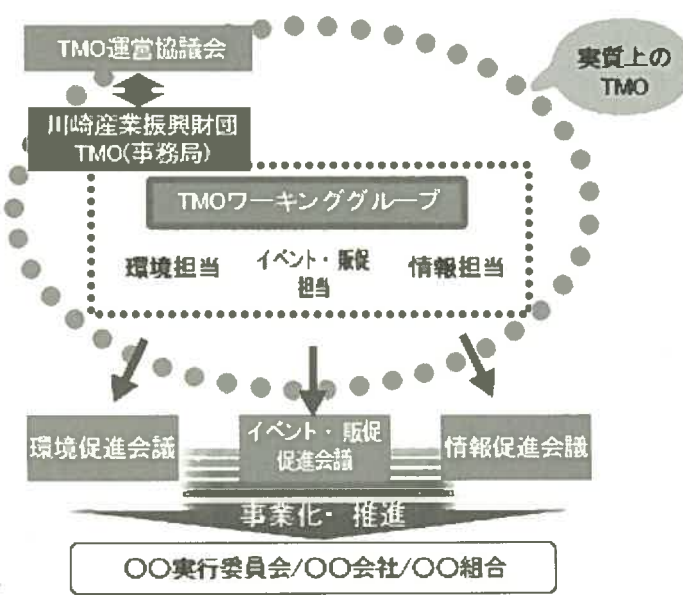 TMO運営協議会
実質上の
TMO
川崎産業振興財団
TMO(事務局)
TMOワーキンググループ
環境担当
イベント・販促
担当
情報担当
環境促進会議
イベント・販促
促進会議
情報促進会議
事業化・推進
〇〇実行委員会/〇〇会社/〇〇組合